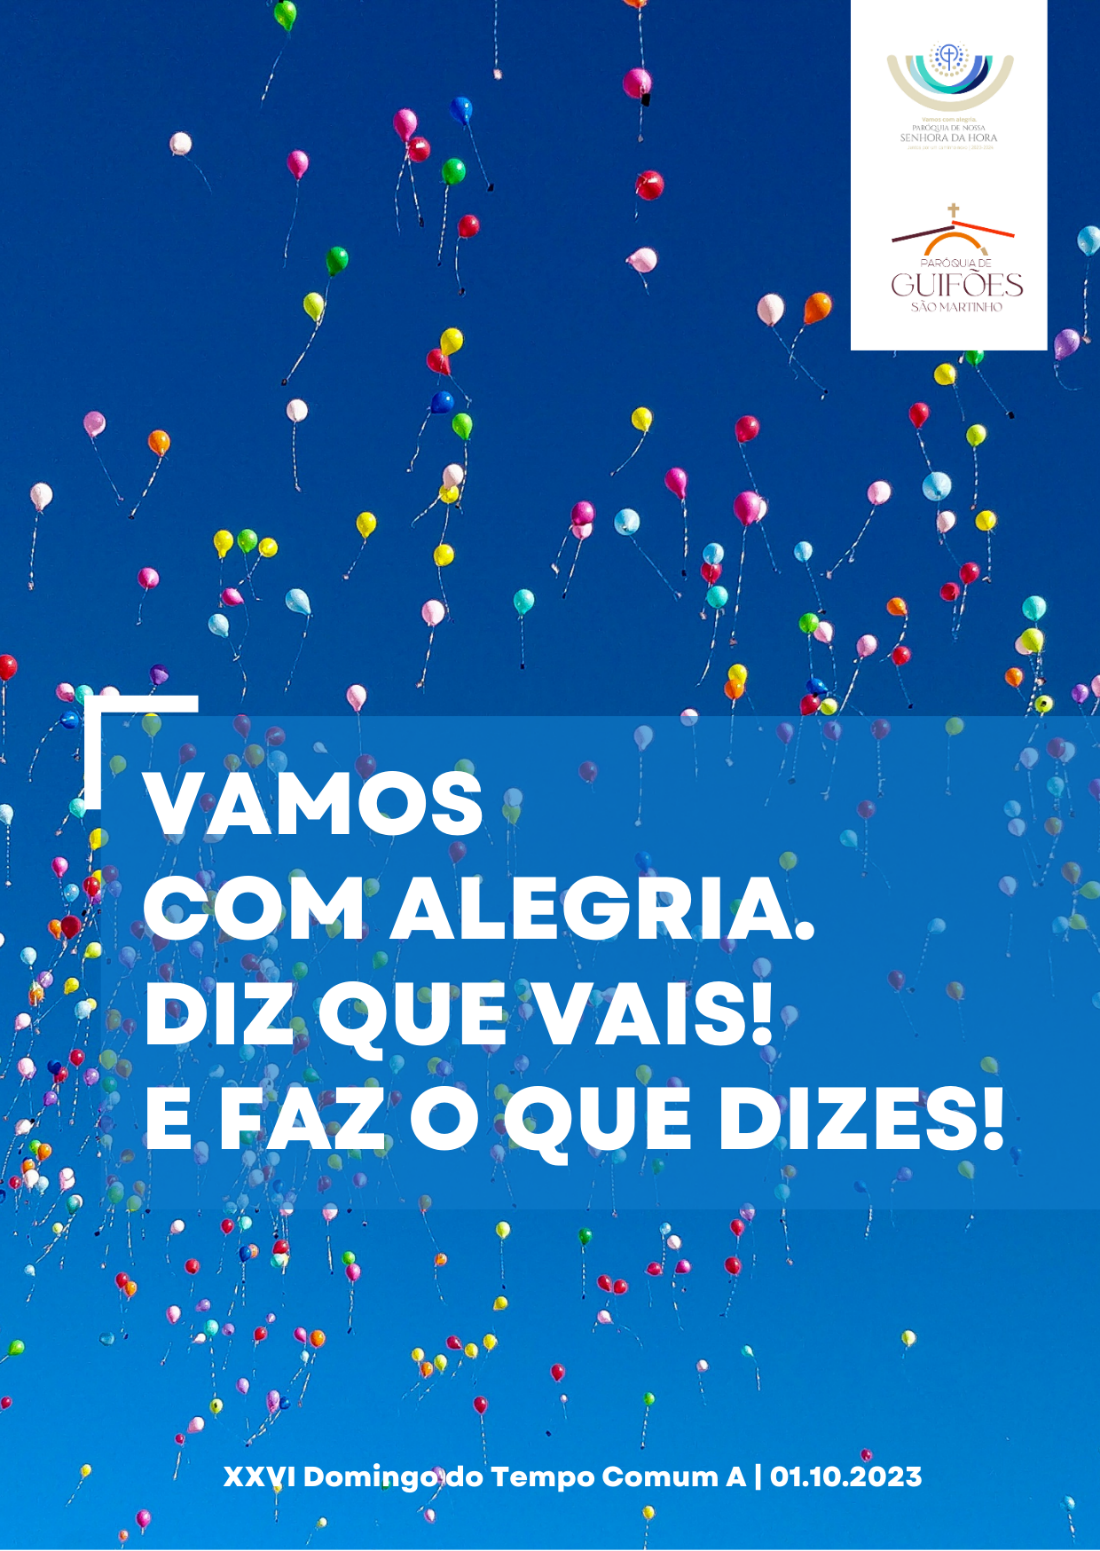 Vamos com alegria.
PARÓQUIA DE NOSSA
SENHORA DA HORA
PARÓQUIA DE
GUIFÕES
SÃO MARTINHO
VAMOS
COM ALEGRIA.
DIZ QUE VAIS!
E FAZ O QUE DIZES!
XXVI Domingo do Tempo Comum A | 01.10.2023